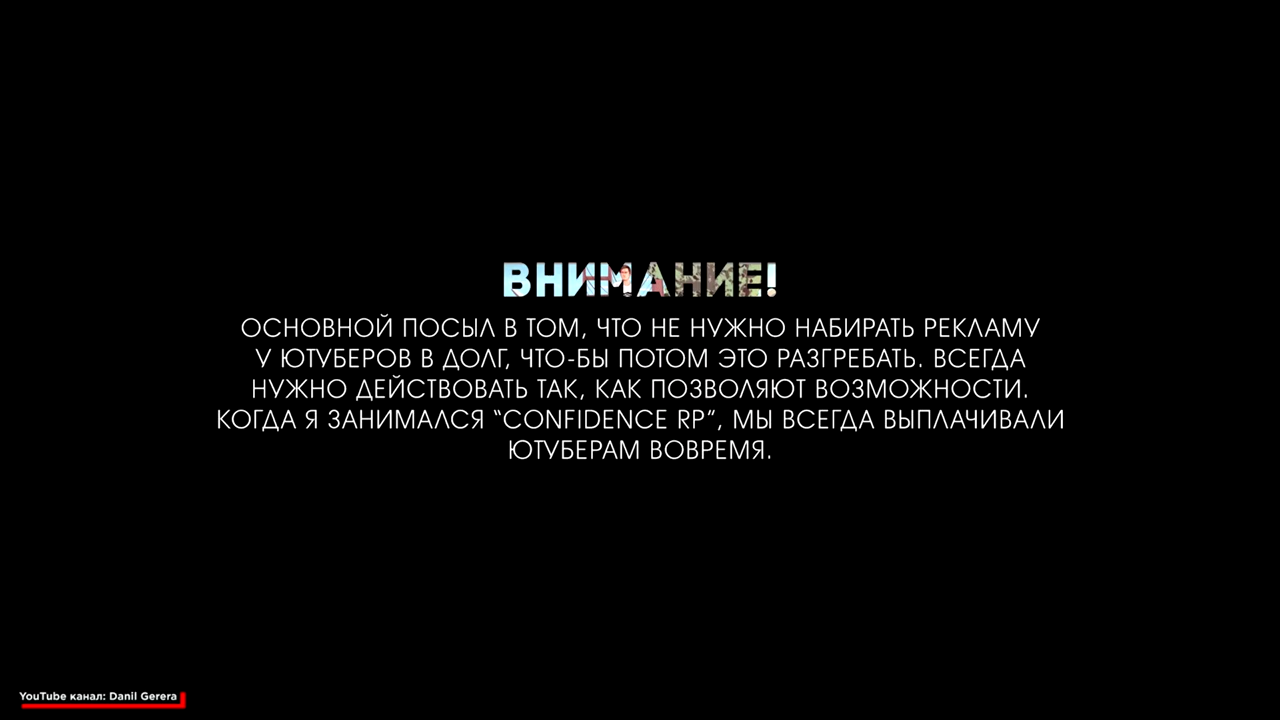 ВНИМАНИЕ!
ОСНОВНОЙ ПОСЫЛ В ТОМ, ЧТО НЕ НУЖНО НАБИРАТЬ РЕКЛАМУ
У ЮТУБЕРОВ В ДОЛГ, ЧТО-БЫ ПОТОМ ЭТО РАЗГРЕБАТЬ. ВСЕГДА
НУЖНО ДЕЙСТВОВАТЬ ТАК, КАК ПОЗВОЛЯЮТ ВОЗМОЖНОСТИ.
КОГДА Я ЗАНИМАЛСЯ “CONFIDENCE RP”, МЫ ВСЕГДА ВЫПЛАЧИВАЛИ
ЮТУБЕРАМ ВОВРЕМЯ.
YouTube канал: Danil Gerera